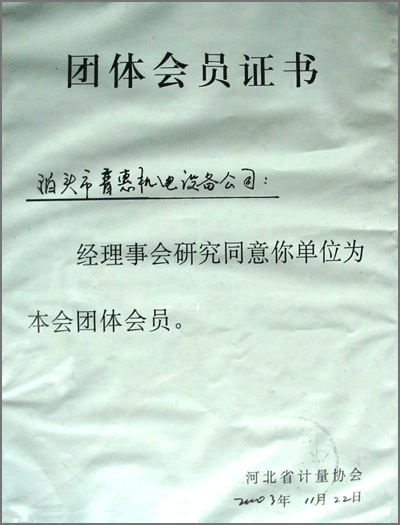 团体会员证书
泊头市普惠机电设备公司：
经理事会研究同意你单位为
本会团体会员。
河北省计量协会
2003年 11月22日